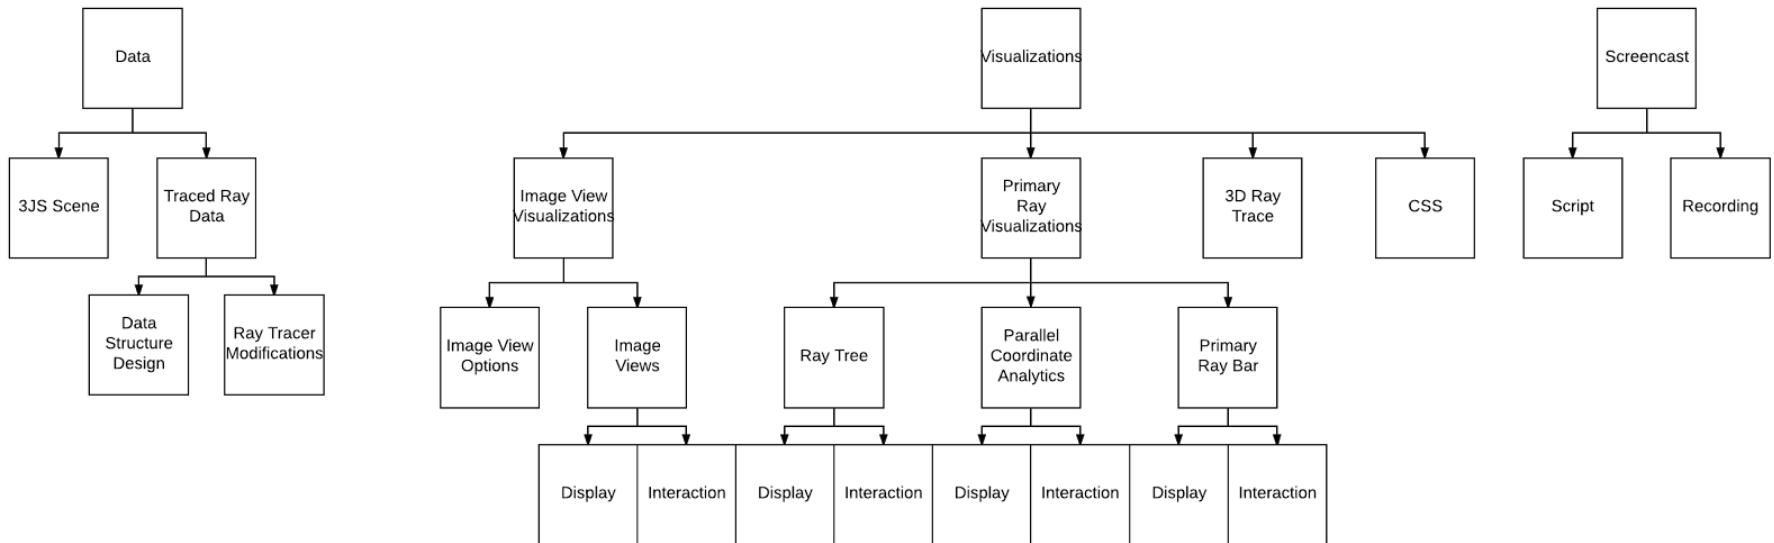 Data
Visualizations
Screencast
3JS Scene
Traced Ray
Data
Image View
Visualizations
Primary
Ray
Visualizations
3D Ray
Trace
CSS
Script
Recording
Data
Structure
Design
Ray Tracer
Modifications
Image View
Options
Image
Views
Ray Tree
Parallel
Coordinate
Analytics
Primary
Ray Bar
Display
Interaction
Display
Interaction
Display
Interaction
Display
Interaction